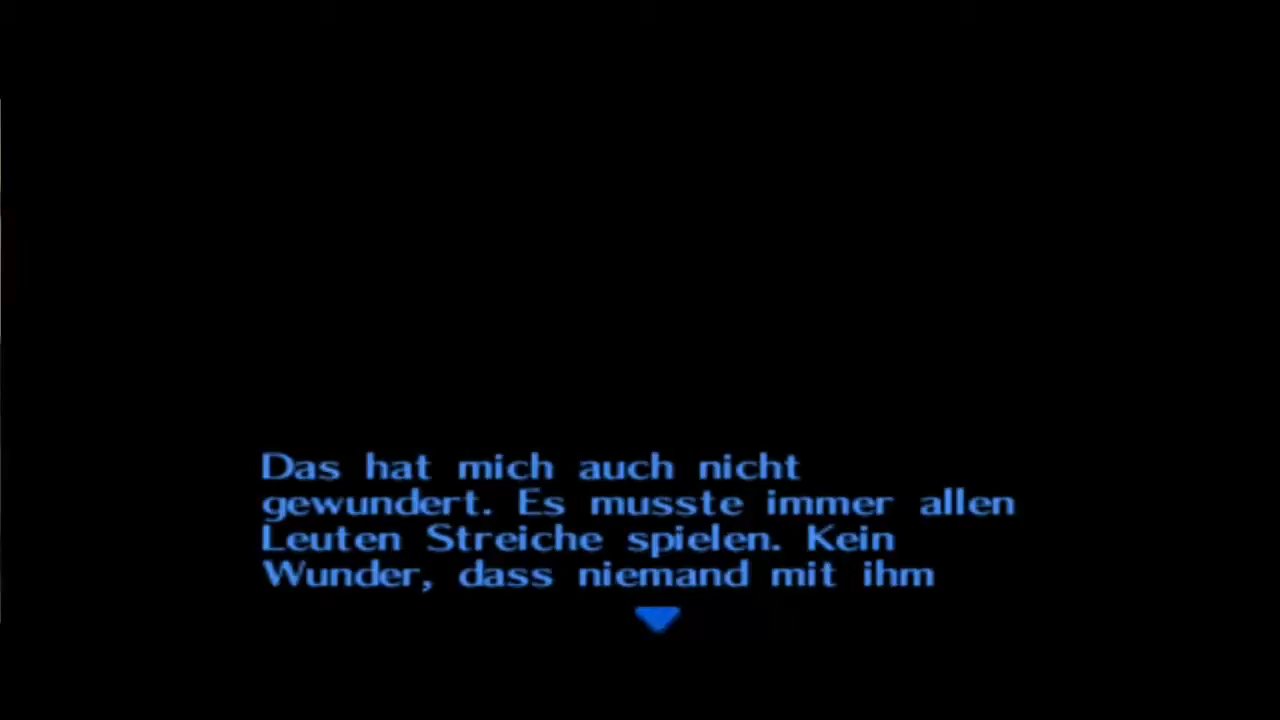 Das hat mich auch nicht
gewundert. Es musste immer allen
Leuten Streiche spielen. Kein
Wunder, dass niemand mit ihm